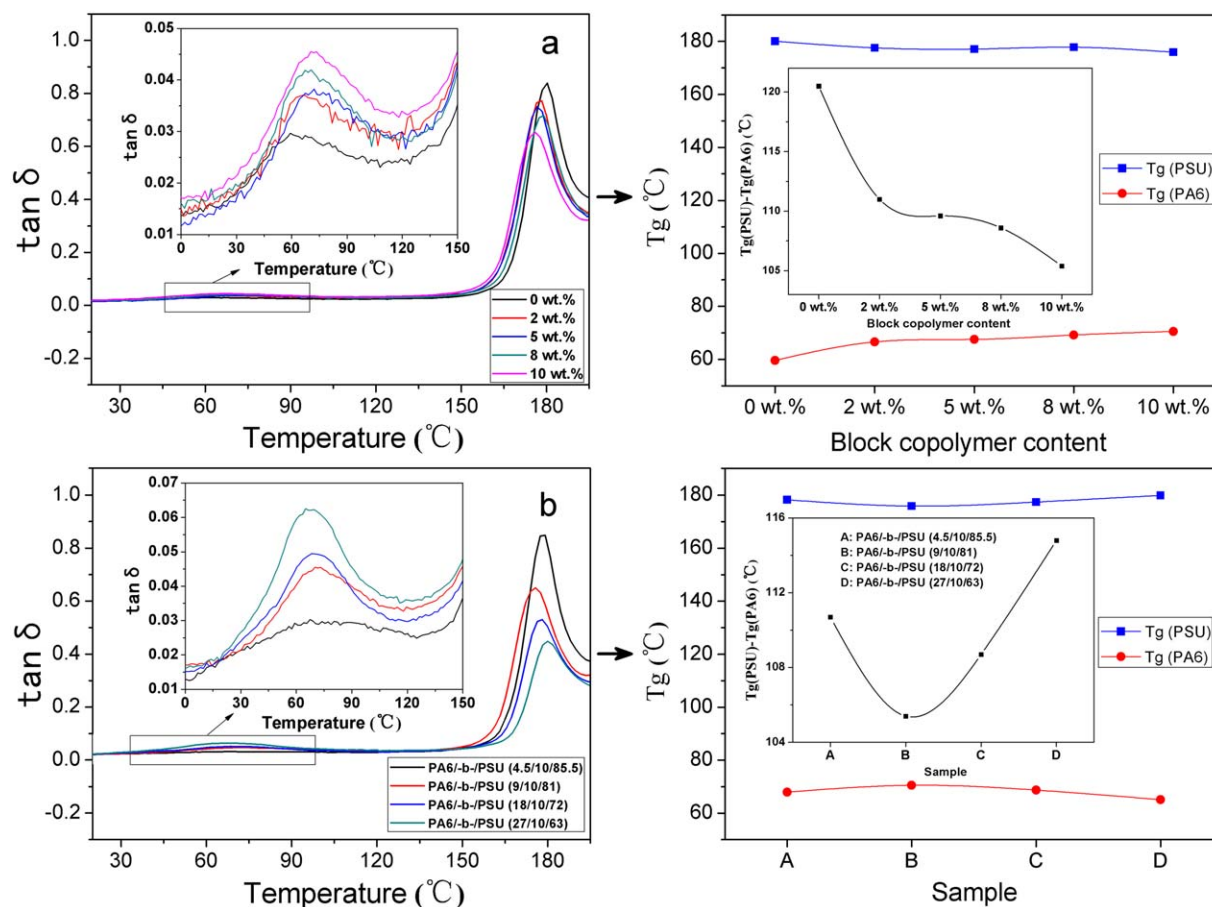 a
tan δ
1.0
0.8
0.6
0.4
0.2
0.0
-0.2
30
60
90
120
150
180
Temperature (℃)
tan δ
0.05
0.04
0.03
0.02
0.01
0
30
60
90
120
150
Temperature (℃)
0 wt.%
2 wt.%
5 wt.%
8 wt.%
10 wt.%
Tg (℃)
180
160
140
120
100
80
60
0 wt.%
2 wt.%
5 wt.%
8 wt.%
10 wt.%
Block copolymer content
Tg(PSU)-Tg(PA6) (℃)
120
115
110
105
0 wt.%
2 wt.%
5 wt.%
8 wt.%
10 wt.%
Block copolymer content
Tg (PSU)
Tg (PA6)
b
tan δ
1.0
0.8
0.6
0.4
0.2
0.0
-0.2
30
60
90
120
150
180
Temperature (℃)
tan δ
0.07
0.06
0.05
0.04
0.03
0.02
0.01
0
30
60
90
120
150
Temperature (℃)
PA6/-b-/PSU (4.5/10/85.5)
PA6/-b-/PSU (9/10/81)
PA6/-b-/PSU (18/10/72)
PA6/-b-/PSU (27/10/63)
Tg (℃)
180
160
140
120
100
80
60
A
B
C
D
Sample
Tg(PSU)-Tg(PA6) (℃)
116
112
108
104
A: PA6/-b-/PSU (4.5/10/85.5)
B: PA6/-b-/PSU (9/10/81)
C: PA6/-b-/PSU (18/10/72)
D: PA6/-b-/PSU (27/10/63)
A
B
C
D
Sample
Tg (PSU)
Tg (PA6)